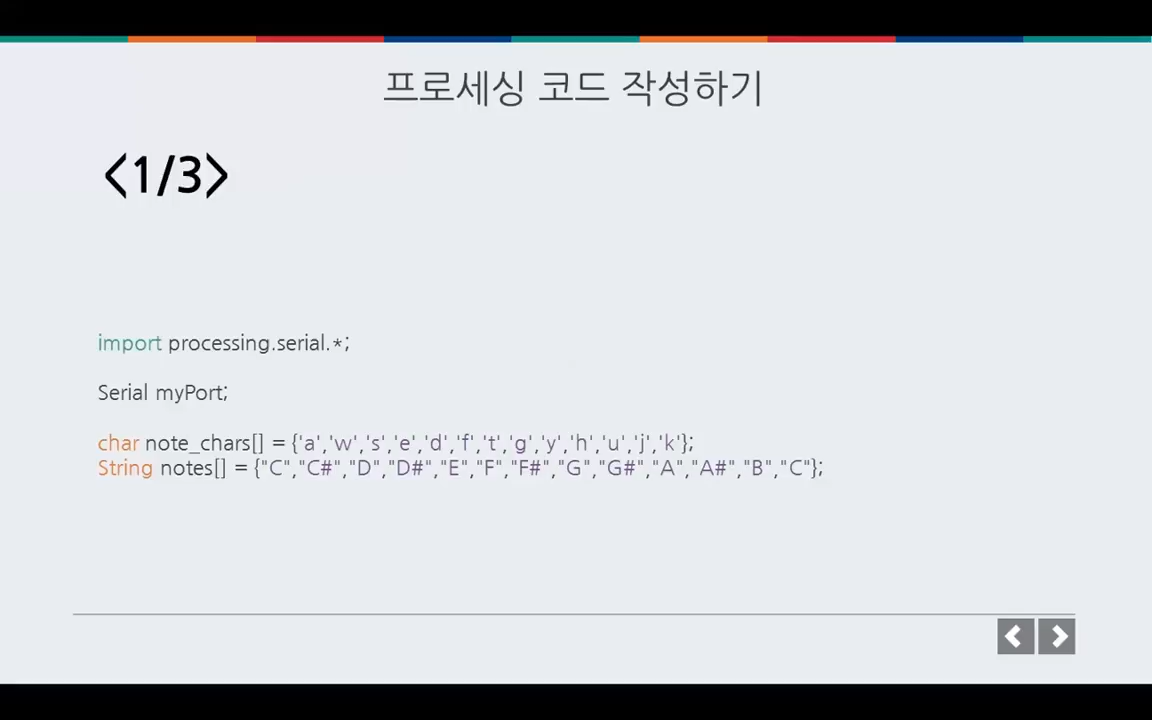 프로세싱 코드 작성하기
<1/3>
import processing.serial.*;
Serial myPort;
char note_chars[] = {'a','w','s','e','d','f','t','g','y','h','u','j','k'};
String notes[] = {"C","C#","D","D#","E","F","F#","G","G#","A","A#","B","C"};